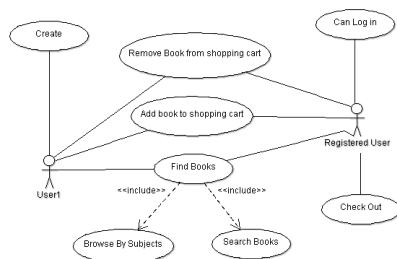 Can Log in
Create
Remove Book from shopping cart
Add book to shopping cart
Registered User
Find Books
User1
<<include>>
<<include>>
Check Out
Browse By Subjects
Search Books